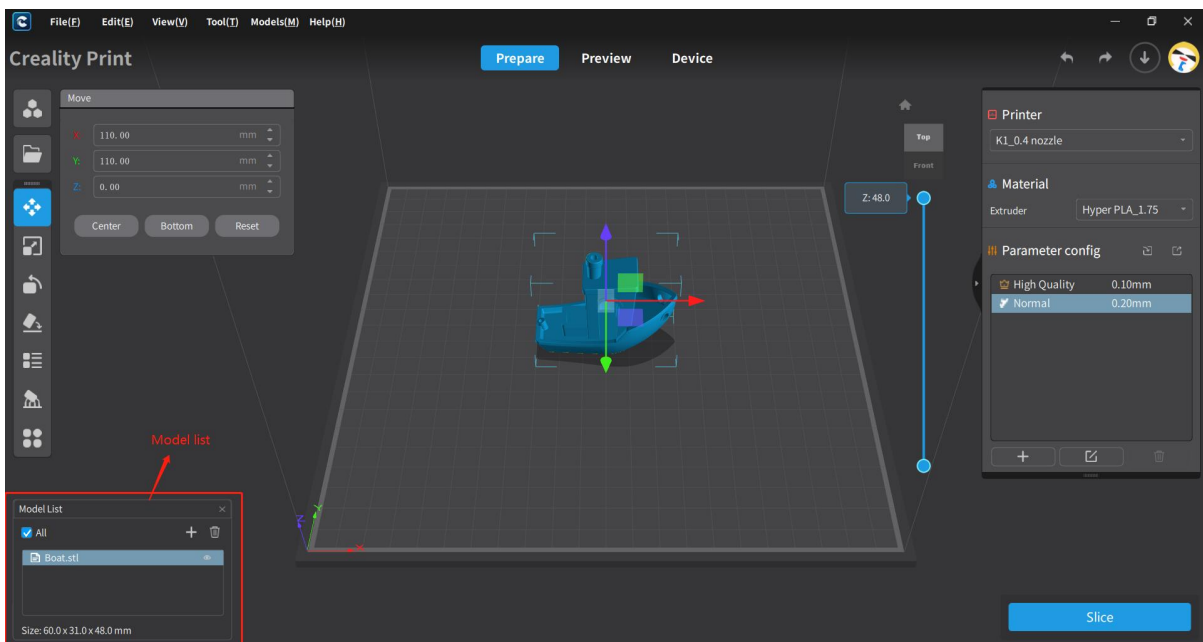 File(F) Edit(E) View(V) Tool(T) Models(M) Help(H)
Creality Print
Prepare Preview Device
Move
X: 110.00 mm
Y: 110.00 mm
Z: 0.00 mm
Center Bottom Reset
Top
Front
Z: 48.0
Printer
K1_0.4 nozzle
Material
Extruder Hyper PLA_1.75
Parameter config
High Quality 0.10mm
Normal 0.20mm
Model list
Model List
All
Boat.stl
Size: 60.0 x 31.0 x 48.0 mm
Z Y X
Slice